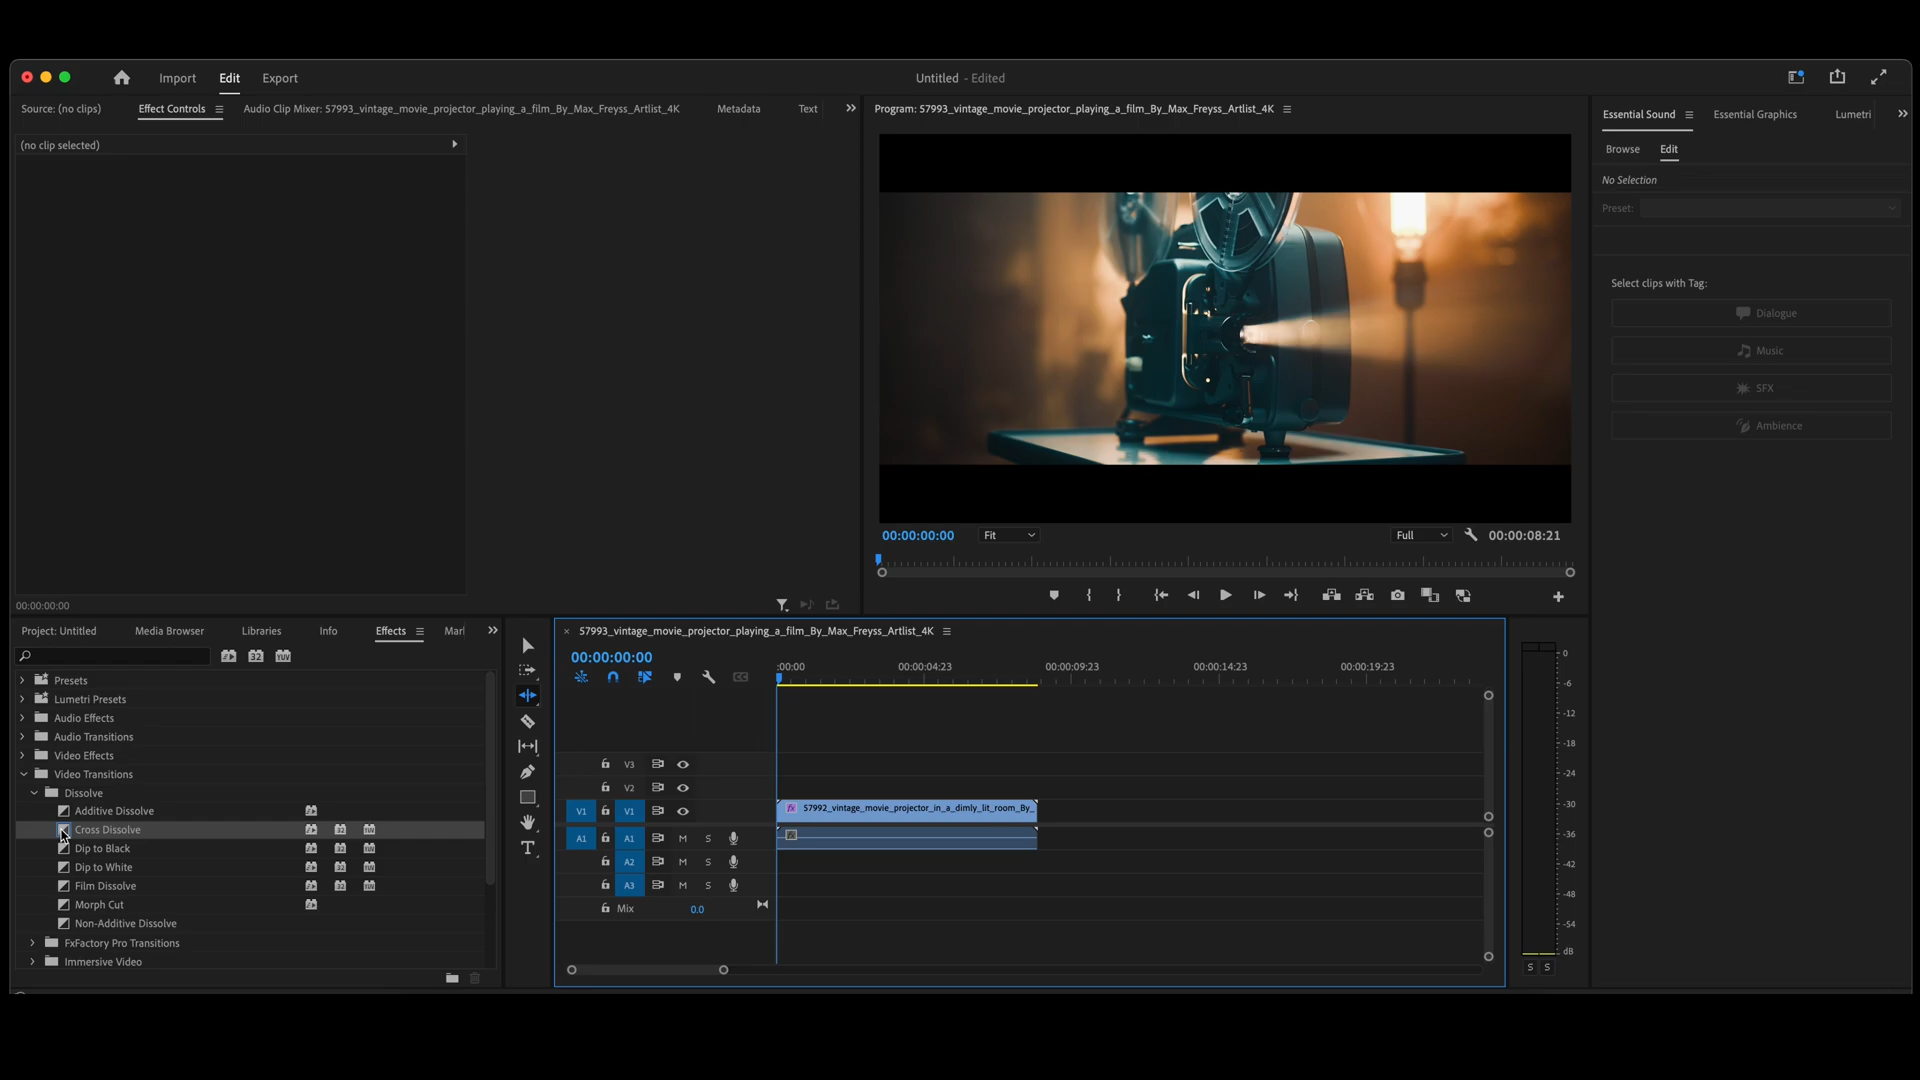 Import
Edit
Export
Untitled - Edited
Source: (no clips)
Effect Controls
Audio Clip Mixer: 57993_vintage_movie_projector_playing_a_film_By_Max_Freyss_Artlist_4K
Metadata
Text
Program: 57993_vintage_movie_projector_playing_a_film_By_Max_Freyss_Artlist_4K
Essential Sound
Essential Graphics
Lumetri
(no clip selected)
Browse
Edit
No Selection
Preset:
Select clips with Tag:
Dialogue
Music
SFX
Ambience
00:00:00:00
Fit
Full
00:00:08:21
00:00:00:00
Project: Untitled
Media Browser
Libraries
Info
Effects
Marl
57993_vintage_movie_projector_playing_a_film_By_Max_Freyss_Artlist_4K
32
YUV
00:00:00:00
:00:00
00:00:04:23
00:00:09:23
00:00:14:23
00:00:19:23
Presets
Lumetri Presets
Audio Effects
Audio Transitions
Video Effects
Video Transitions
Dissolve
Additive Dissolve
Cross Dissolve
Dip to Black
Dip to White
Film Dissolve
Morph Cut
Non-Additive Dissolve
FxFactory Pro Transitions
Immersive Video
V3
V2
V1 V1
fx 57992_vintage_movie_projector_in_a_dimly_lit_room_By_
A1 A1 M S
A2 M S
A3 M S
Mix 0.0
0
-6
-12
-18
-24
-30
-36
-42
-48
-54
dB
S S